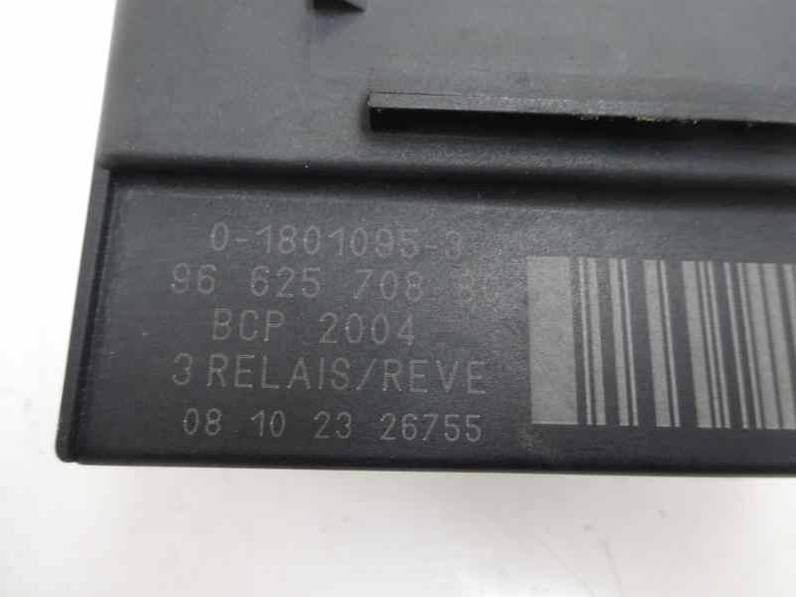 0-1801095-3
96 625 708
BCP 2004
3 RELAIS/REVE
08 10 23 26755